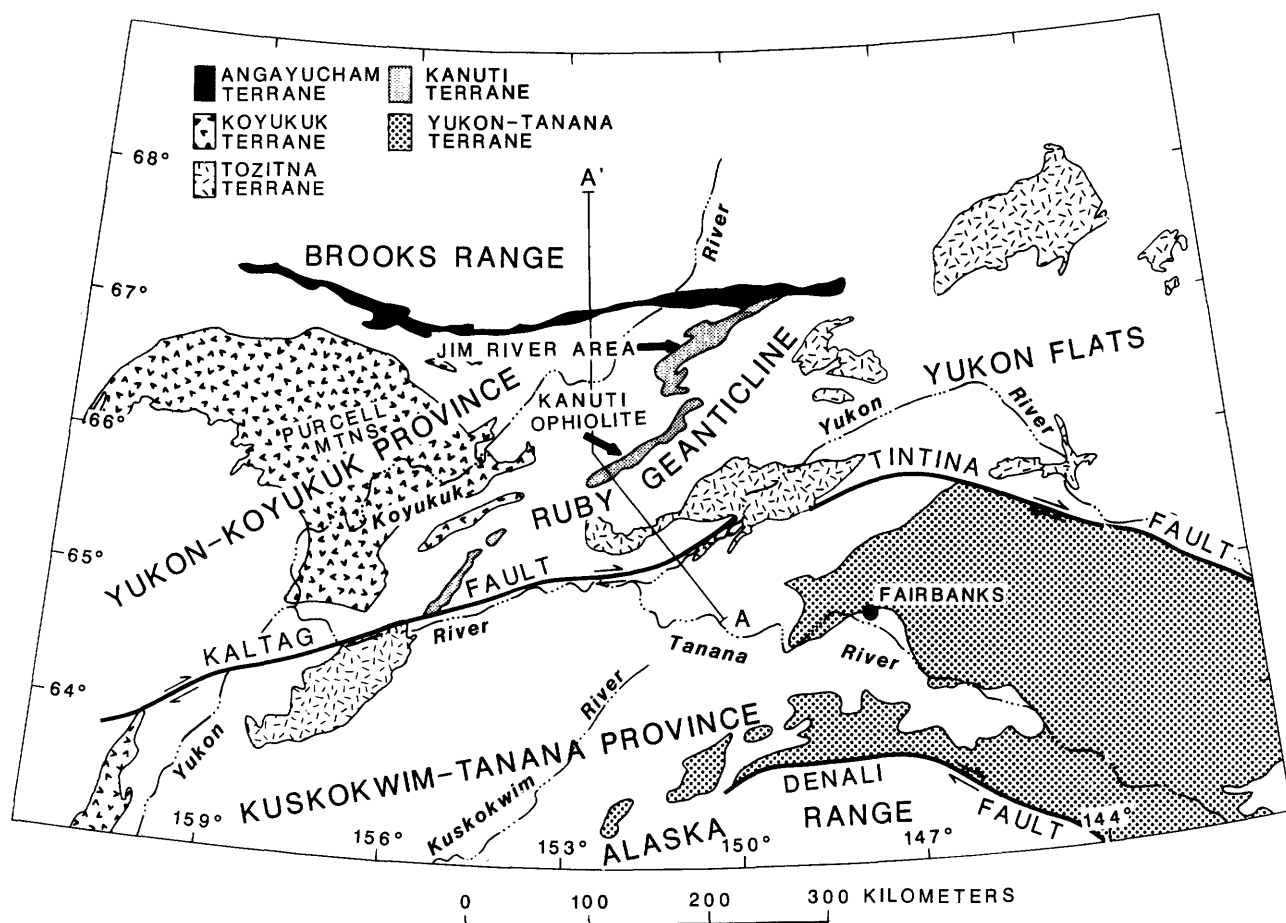 ANGAYUCHAM
TERRANE
KOYUKUK
TERRANE
TOZITNA
TERRANE
KANUTI
TERRANE
YUKON-TANANA
TERRANE
68°
A'
River
BROOKS RANGE
67°
JIM RIVER AREA
KANUTI
OPHIOLITE
66°
PURCELL
MTNS
YUKON-KOYUKUK PROVINCE
Koyukuk
RUBY GEANTICLINE
YUKON FLATS
Yukon
River
TINTINA
FAULT
65°
KALTAG
FAULT
River
FAIRBANKS
A
Tanana
River
64°
Yukon
KUSKOKWIM-TANANA PROVINCE
Kuskokwim
River
DENALI
FAULT
ALASKA
RANGE
159°
156°
153°
150°
147°
144°
0 100 200 300 KILOMETERS